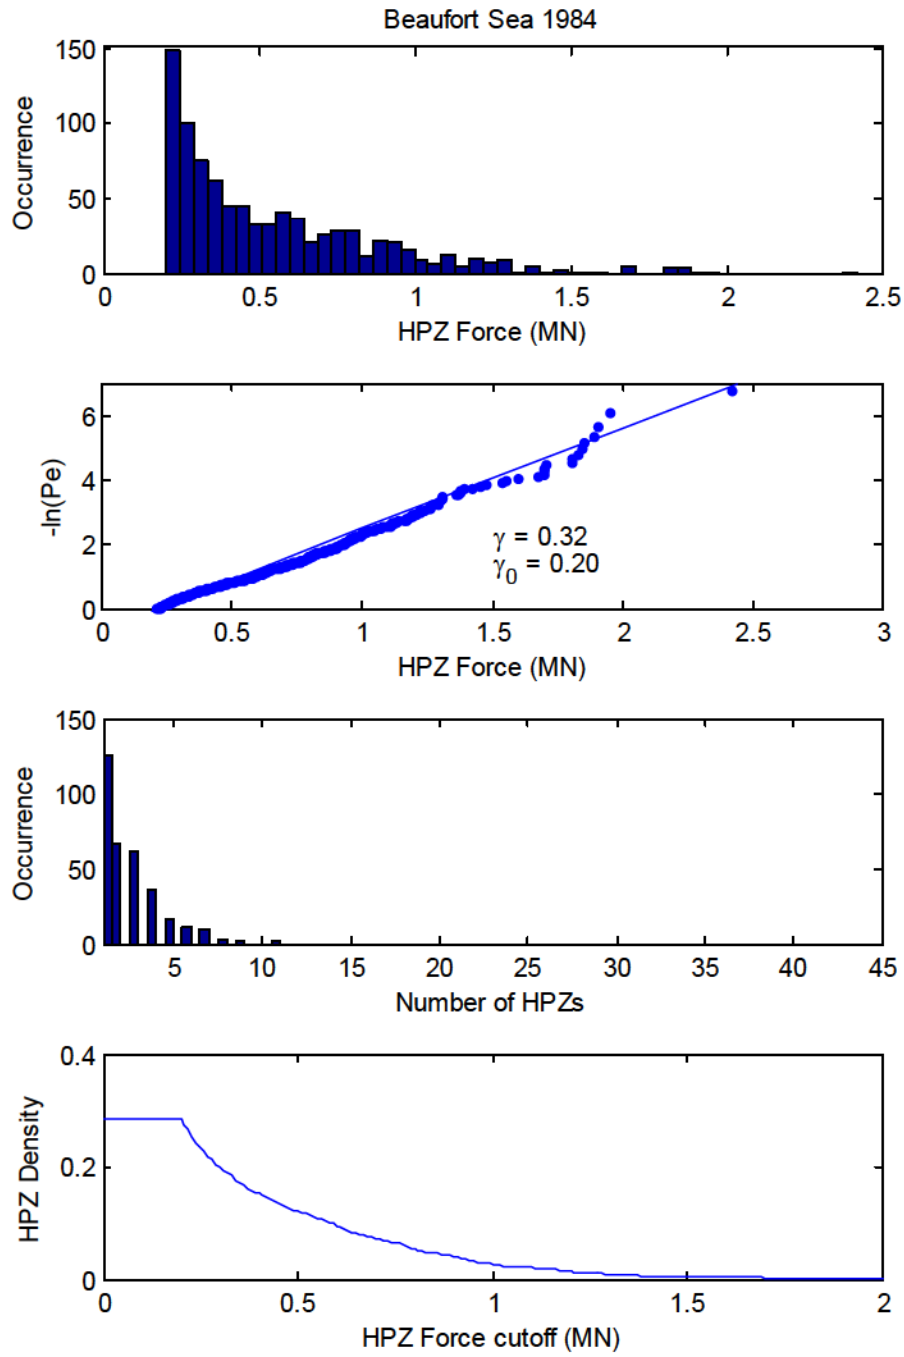 Beaufort Sea 1984
150
100
50
0
Occurrence
0 0.5 1 1.5 2 2.5
HPZ Force (MN)
6
4
2
0
-ln(Pe)
γ = 0.32
γ0 = 0.20
0 0.5 1 1.5 2 2.5 3
HPZ Force (MN)
150
100
50
0
Occurrence
5 10 15 20 25 30 35 40 45
Number of HPZs
0.4
0.2
0
HPZ Density
0 0.5 1 1.5 2
HPZ Force cutoff (MN)